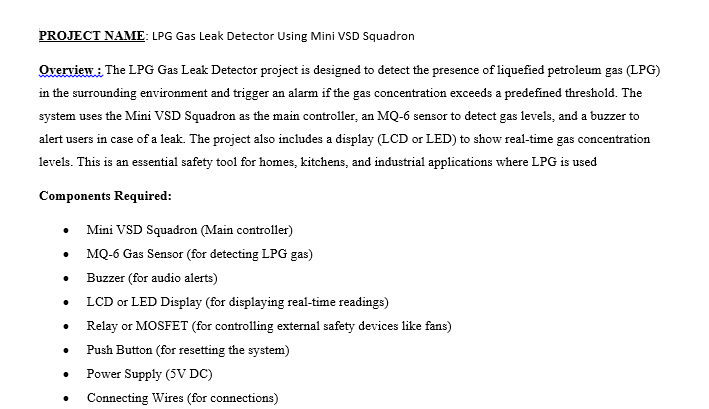 PROJECT NAME: LPG Gas Leak Detector Using Mini VSD Squadron
Overview : The LPG Gas Leak Detector project is designed to detect the presence of liquefied petroleum gas (LPG)
in the surrounding environment and trigger an alarm if the gas concentration exceeds a predefined threshold. The
system uses the Mini VSD Squadron as the main controller, an MQ-6 sensor to detect gas levels, and a buzzer to
alert users in case of a leak. The project also includes a display (LCD or LED) to show real-time gas concentration
levels. This is an essential safety tool for homes, kitchens, and industrial applications where LPG is used
Components Required:
• Mini VSD Squadron (Main controller)
• MQ-6 Gas Sensor (for detecting LPG gas)
• Buzzer (for audio alerts)
• LCD or LED Display (for displaying real-time readings)
• Relay or MOSFET (for controlling external safety devices like fans)
• Push Button (for resetting the system)
• Power Supply (5V DC)
• Connecting Wires (for connections)